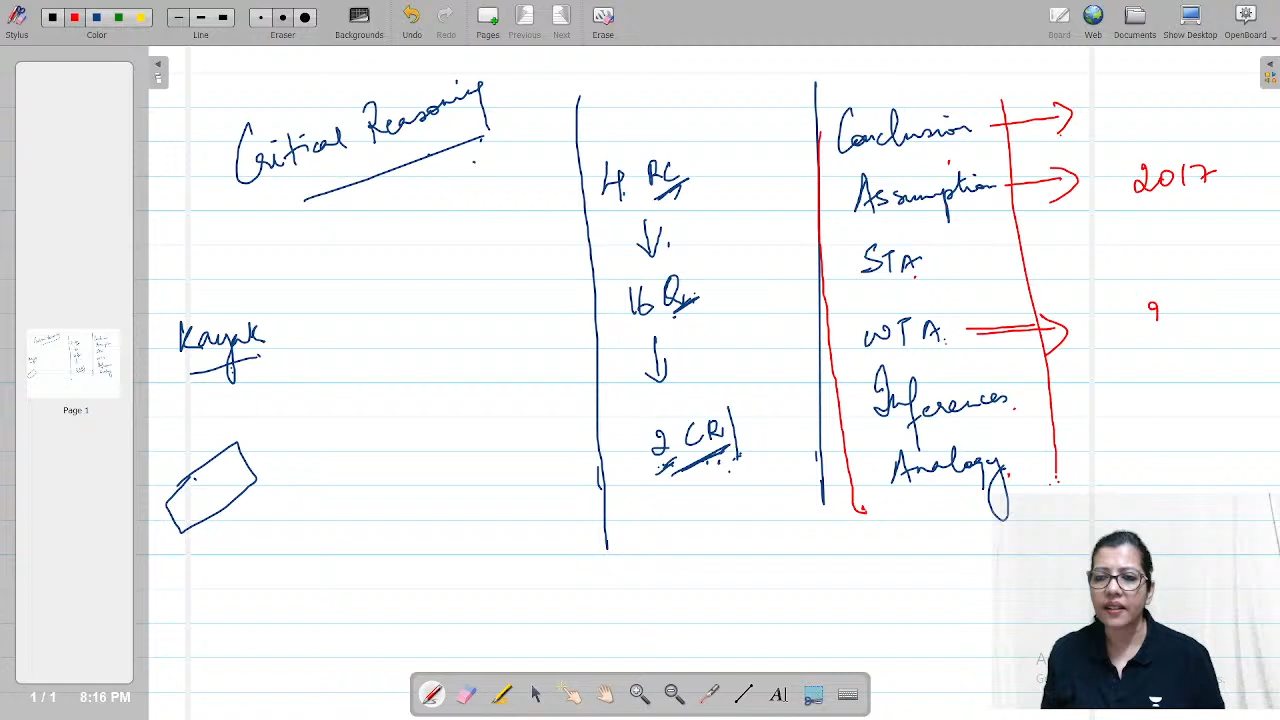 Stylus
Color
Line
Eraser
Backgrounds
Undo
Redo
Pages
Previous
Next
Erase
Board
Web
Documents
Show Desktop
OpenBoard
Critical Reasoning
Kayak
4 RC
16 Qs
2 CR
Conclusion
Assumption
STA
WTA
Inferences
Analogy
2017
9
Page 1
1 / 1
8:16 PM